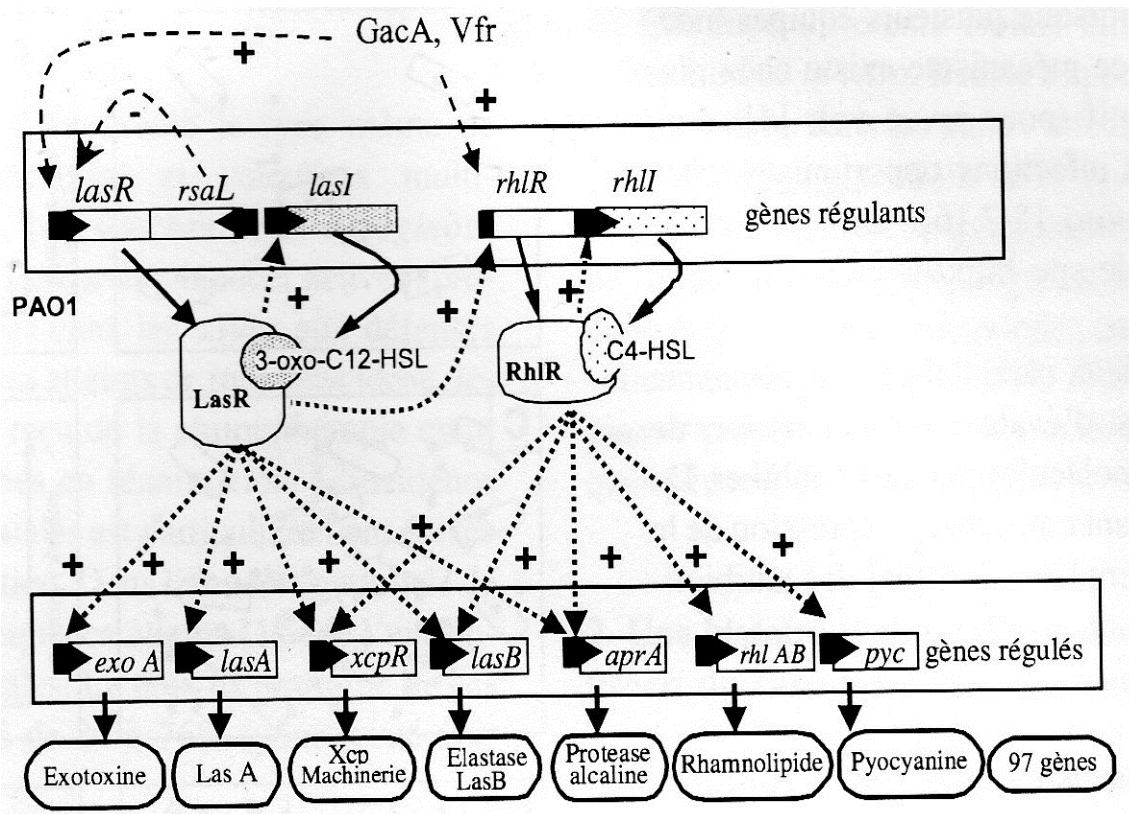 GacA, Vfr
+
+
-
lasR rsaL lasI rhlR rhlI
gènes régulants
PAO1
+
+
+
3-oxo-C12-HSL
LasR
RhlR
C4-HSL
+
+ + + + + + +
exo A lasA xcpR lasB aprA rhl AB pyc gènes régulés
Exotoxine
Las A
Xcp
Machinerie
Elastase
LasB
Protease
alcaline
Rhamnolipide
Pyocyanine
97 gènes